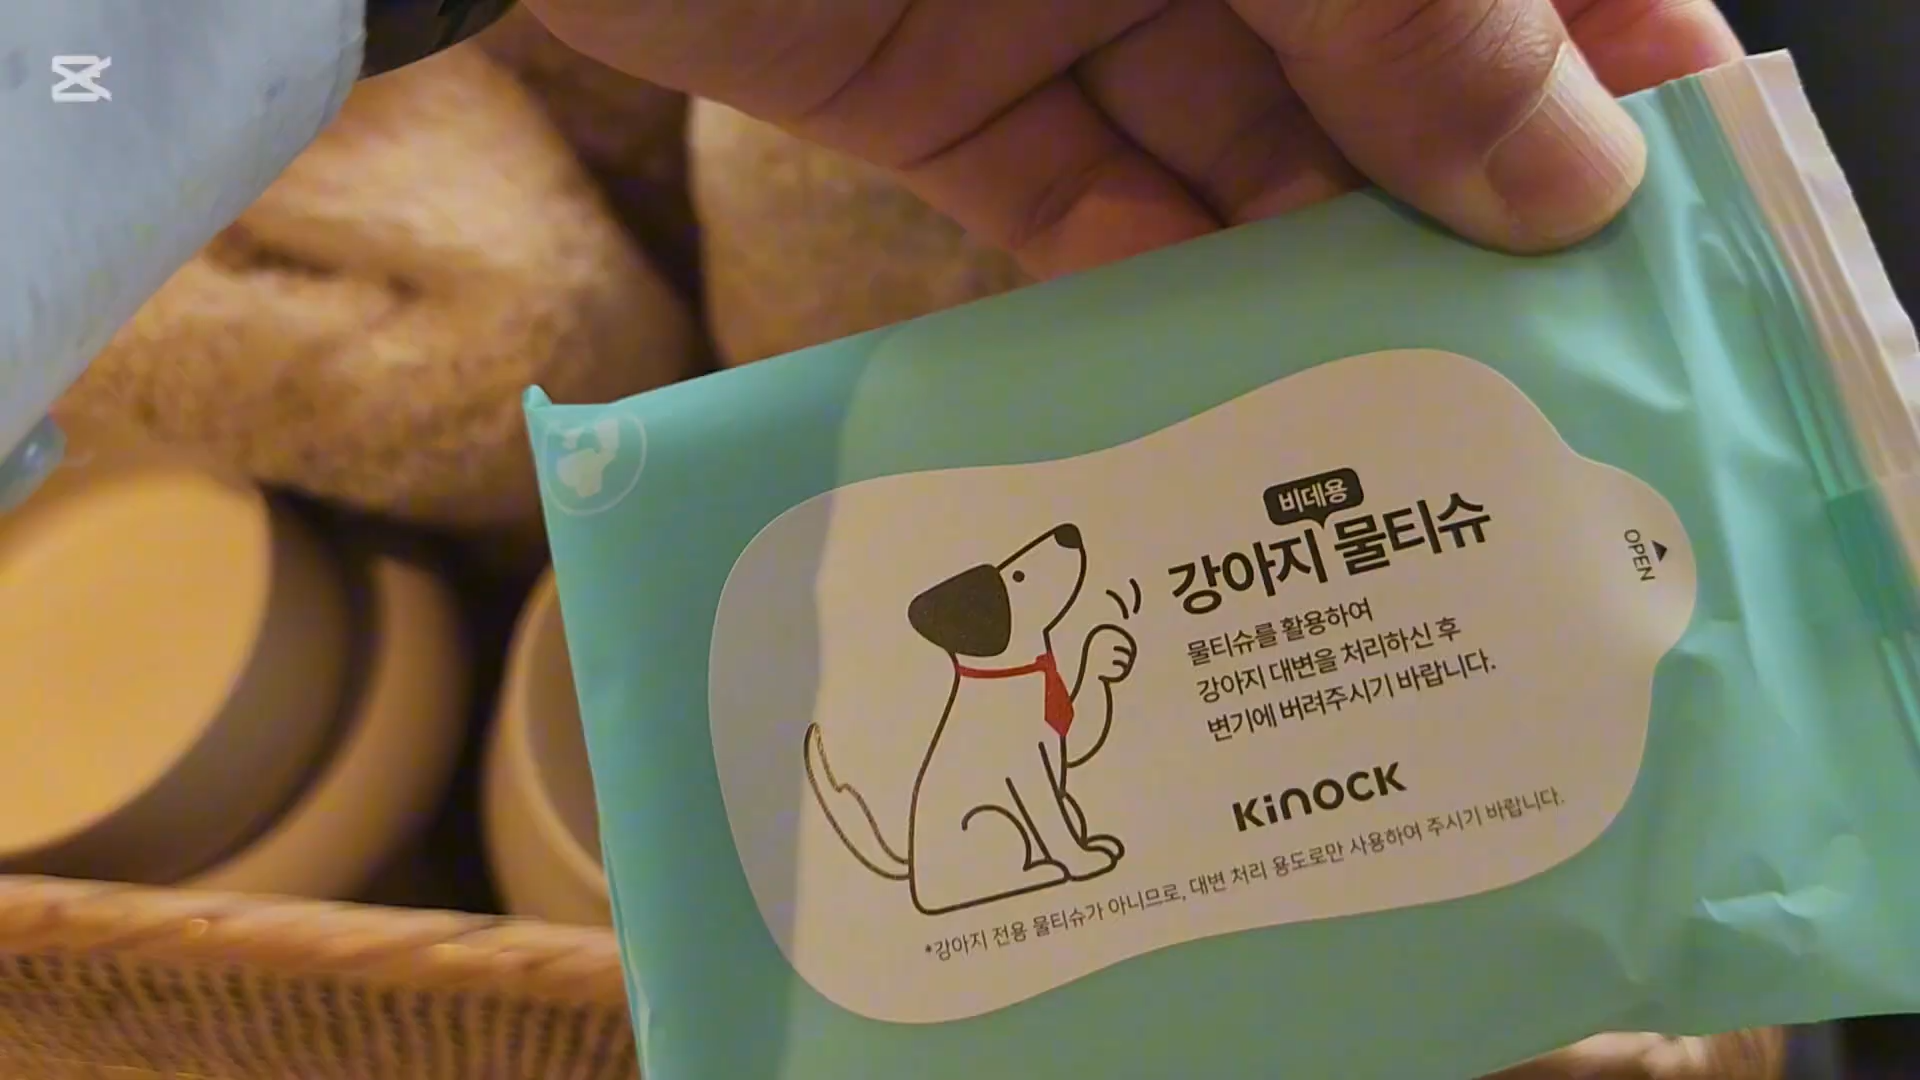 비데용
강아지 물티슈
물티슈를 활용하여
강아지 대변을 처리하신 후
변기에 버려주시기 바랍니다.
KINOCK
*강아지 전용 물티슈가 아니므로, 대변 처리 용도로만 사용하여 주시기 바랍니다.
OPEN